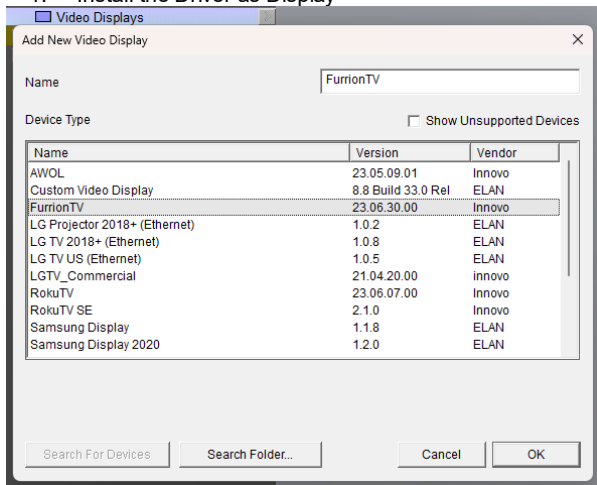 Install the Driver as Display
Video Displays
Add New Video Display
Name FurrionTV
Device Type Show Unsupported Devices
Name Version Vendor
AWOL 23.05.09.01 Innovo
Custom Video Display 8.8 Build 33.0 Rel ELAN
FurrionTV 23.06.30.00 Innovo
LG Projector 2018+ (Ethernet) 1.0.2 ELAN
LG TV 2018+ (Ethernet) 1.0.8 ELAN
LG TV US (Ethernet) 1.0.5 ELAN
LGTV_Commercial 21.04.20.00 innovo
RokuTV 23.06.07.00 Innovo
RokuTV SE 2.1.0 Innovo
Samsung Display 1.1.8 ELAN
Samsung Display 2020 1.2.0 ELAN
Search For Devices Search Folder... Cancel OK